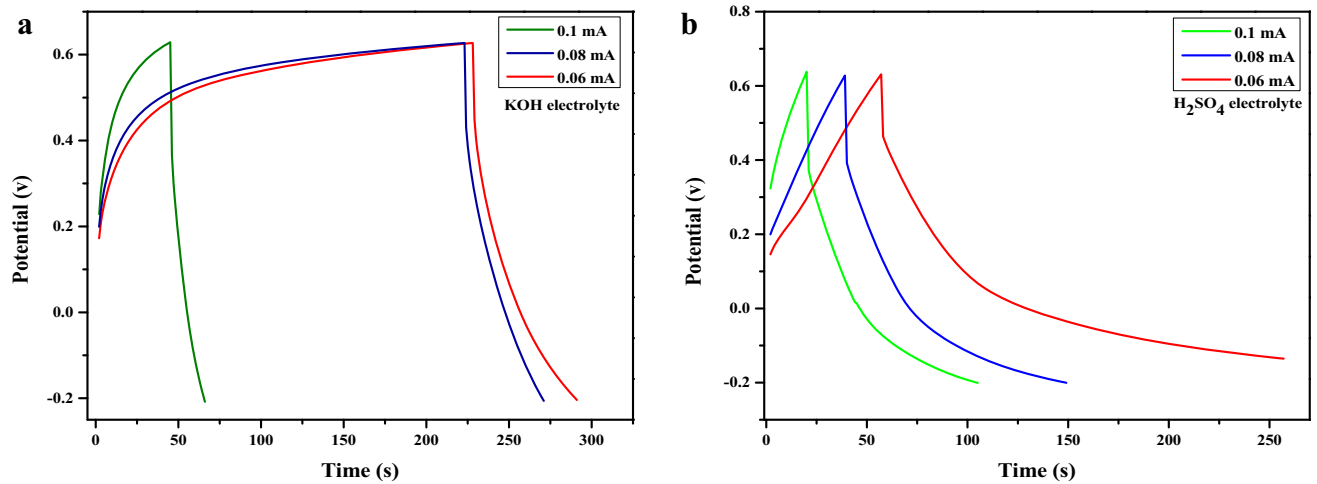 a
0.1 mA
0.08 mA
0.06 mA
KOH electrolyte
0.6
0.4
0.2
0.0
-0.2
Potential (v)
0
50
100
150
200
250
300
Time (s)
b
0.1 mA
0.08 mA
0.06 mA
H2SO4 electrolyte
0.8
0.6
0.4
0.2
0.0
-0.2
Potential (v)
0
50
100
150
200
250
Time (s)